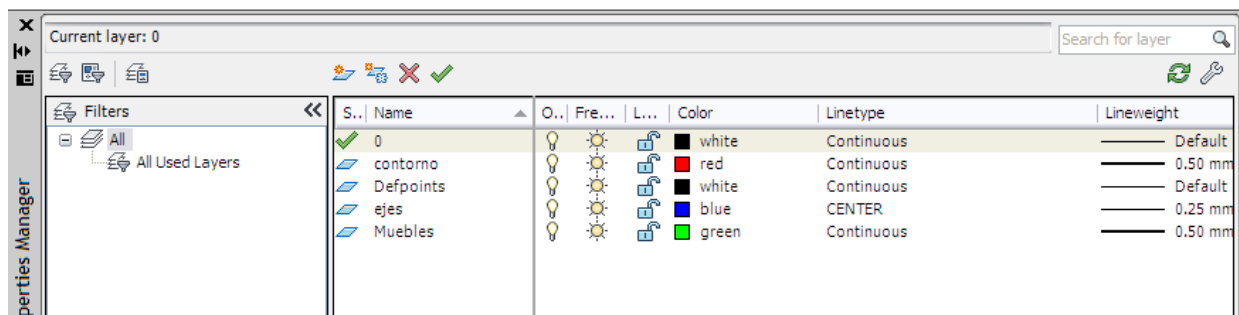 Current layer: 0
Search for layer
Filters
S.. Name O.. Fre... L... Color Linetype Lineweight
All
0 white Continuous Default
All Used Layers
contorno red Continuous 0.50 mm
Defpoints white Continuous Default
ejes blue CENTER 0.25 mm
Muebles green Continuous 0.50 mm
perties Manager